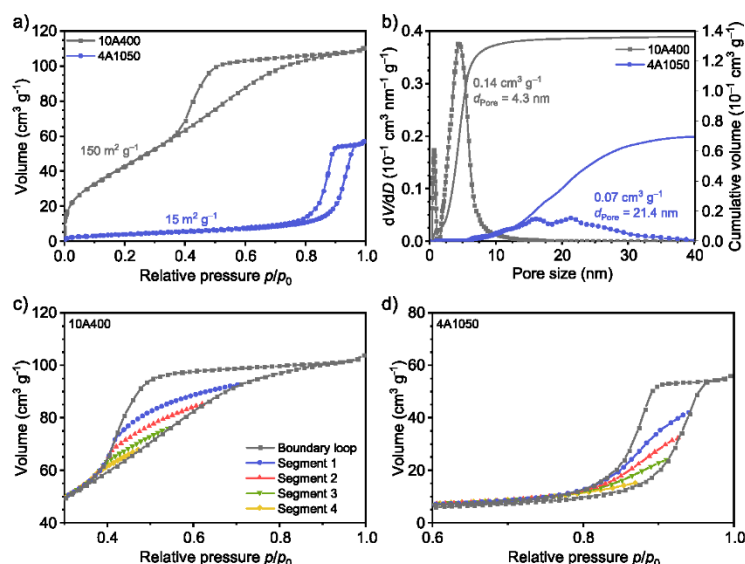 a)
120
100
80
60
40
20
0
Volume (cm³ g⁻¹)
10A400
4A1050
150 m² g⁻¹
15 m² g⁻¹
0.0 0.2 0.4 0.6 0.8 1.0
Relative pressure p/p₀
b)
0.4
0.3
0.2
0.1
0.0
dV/dD (10⁻¹ cm³ nm⁻¹ g⁻¹)
10A400
4A1050
0.14 cm³ g⁻¹
dPore = 4.3 nm
0.07 cm³ g⁻¹
dPore = 21.4 nm
1.4
1.2
1.0
0.8
0.6
0.4
0.2
0.0
Cumulative volume (10⁻¹ cm³ g⁻¹)
0 10 20 30 40
Pore size (nm)
c)
10A400
120
100
80
60
40
Volume (cm³ g⁻¹)
Boundary loop
Segment 1
Segment 2
Segment 3
Segment 4
0.4 0.6 0.8 1.0
Relative pressure p/p₀
d)
4A1050
80
60
40
20
0
Volume (cm³ g⁻¹)
0.6 0.7 0.8 0.9 1.0
Relative pressure p/p₀